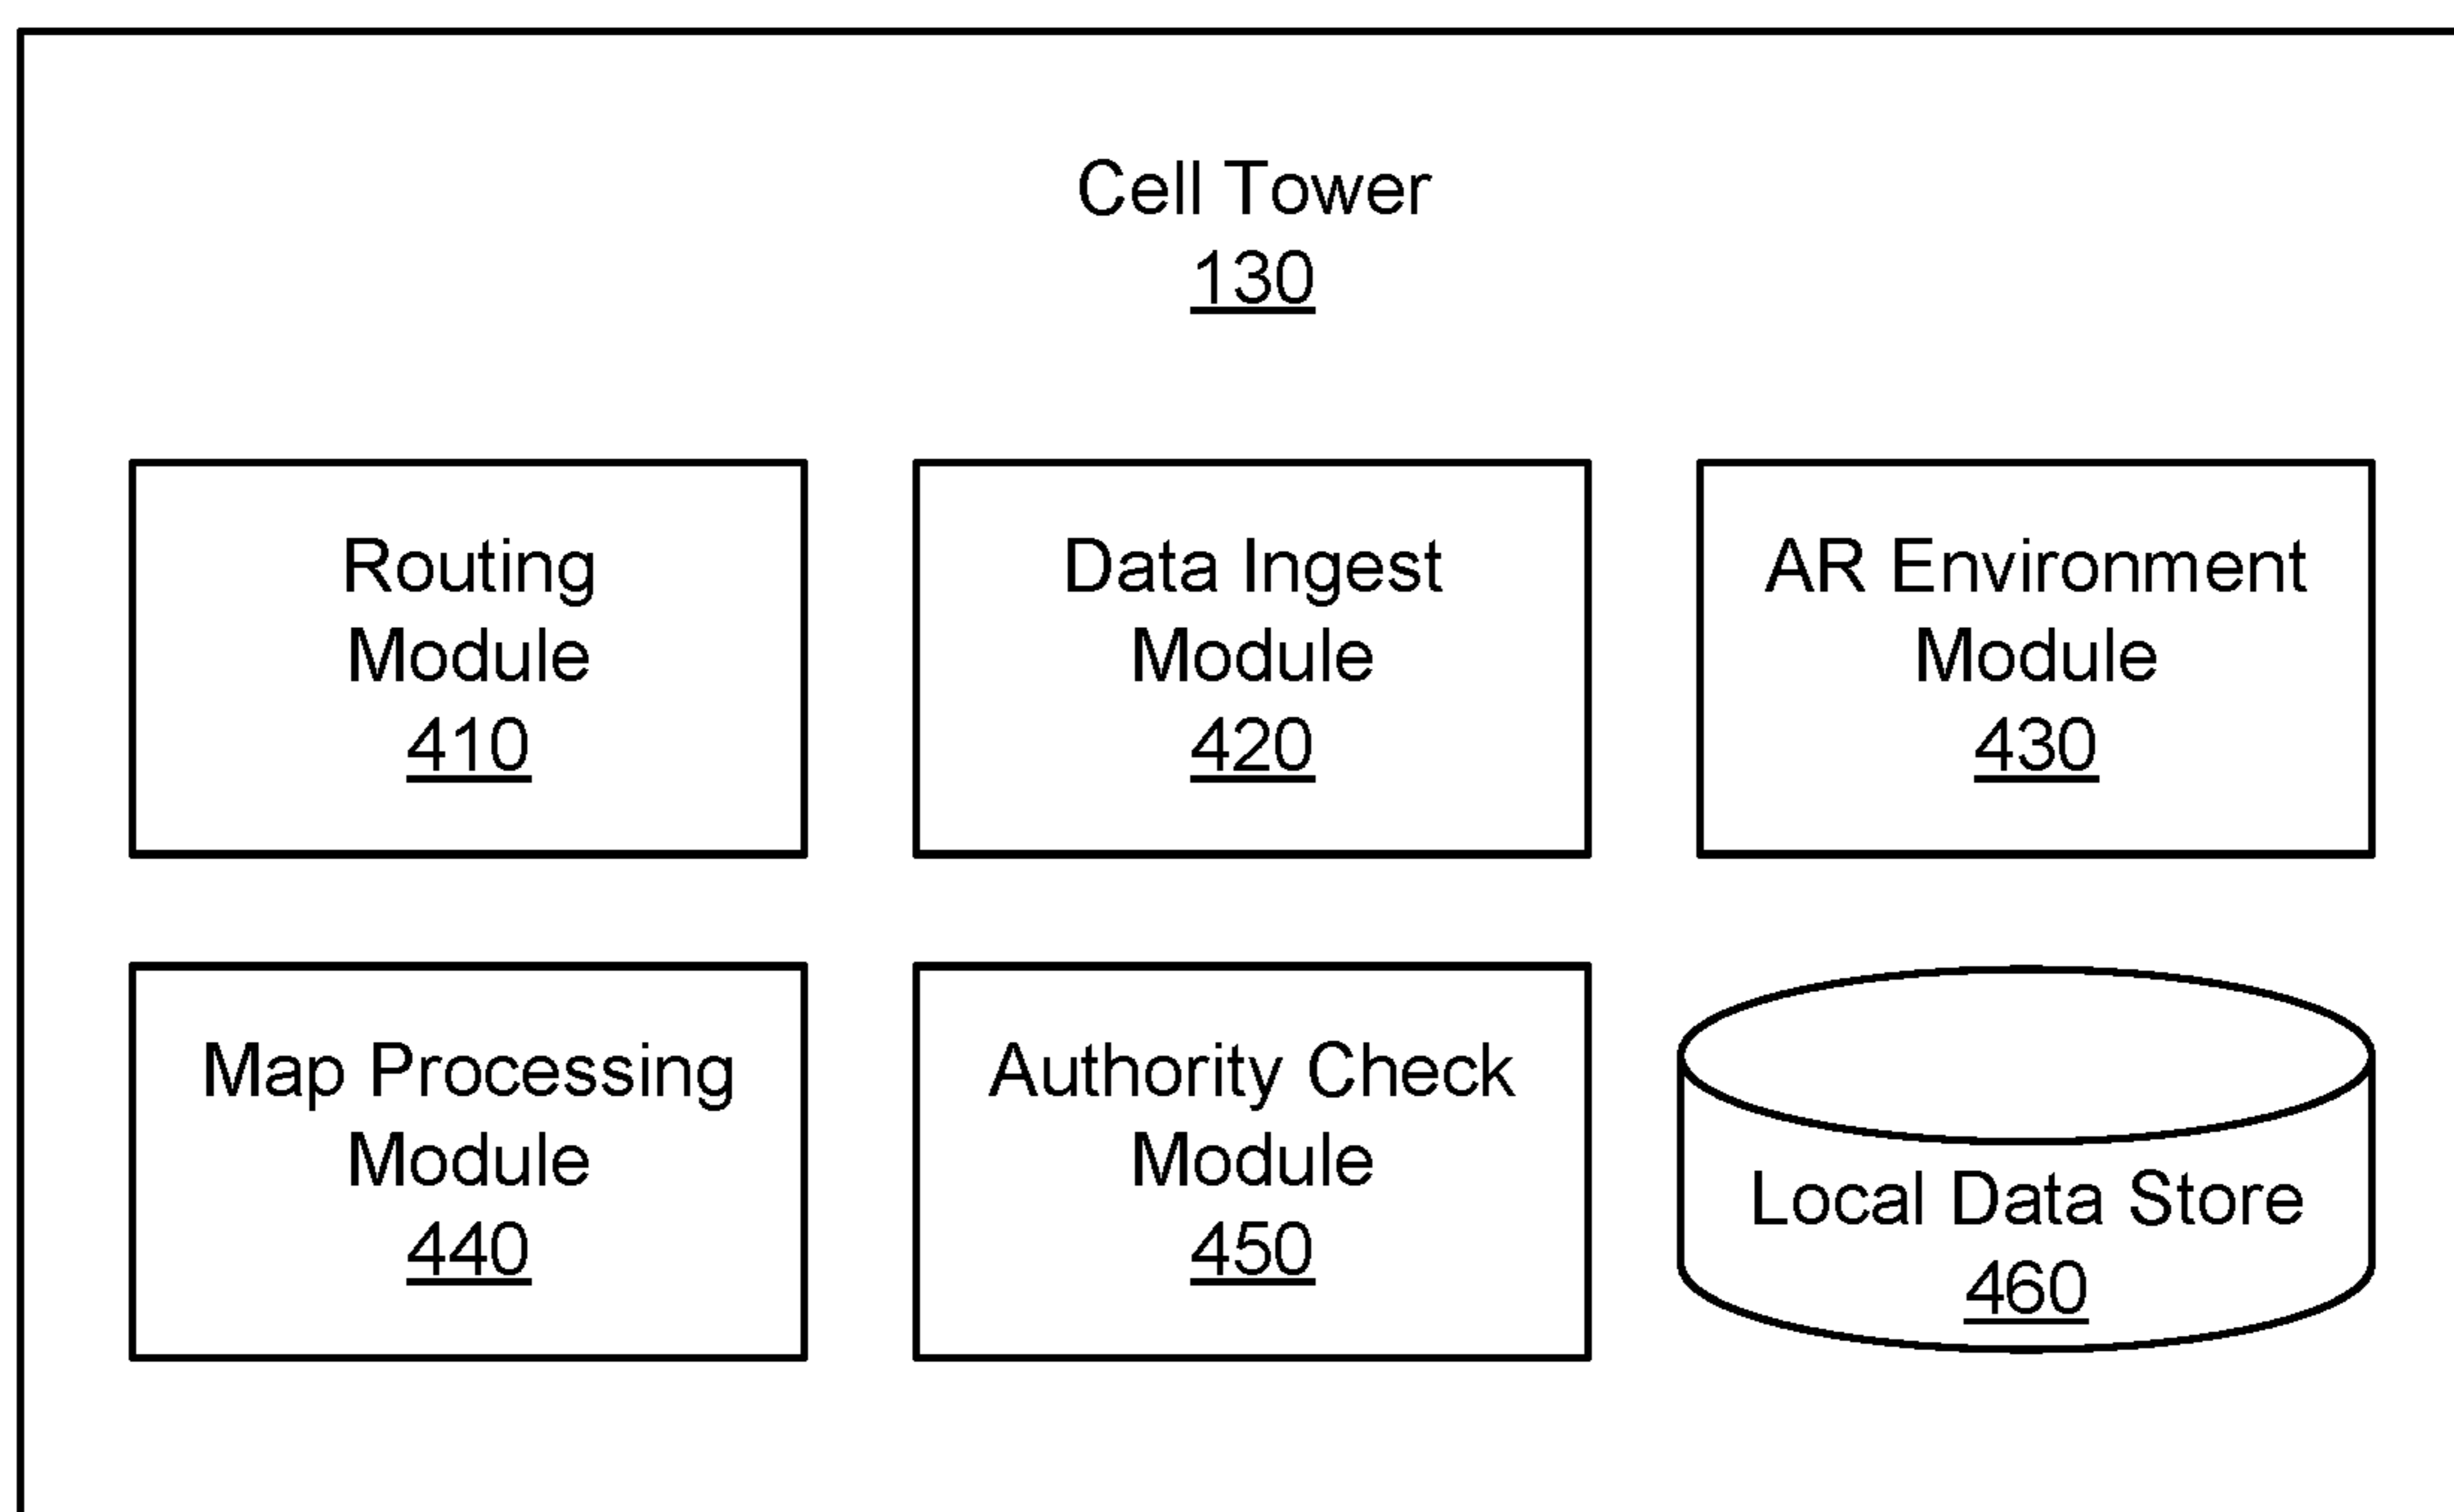 Cell Tower
130
Routing
Module
410
Data Ingest
Module
420
AR Environment
Module
430
Map Processing
Module
440
Authority Check
Module
450
Local Data Store
460